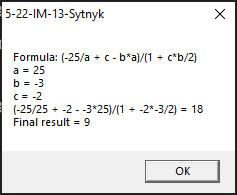 5-22-IM-13-Sytnyk
Formula: (-25/a + c - b*a)/(1 + c*b/2)
a = 25
b = -3
c = -2
(-25/25 + -2 - -3*25)/(1 + -2*-3/2) = 18
Final result = 9
OK